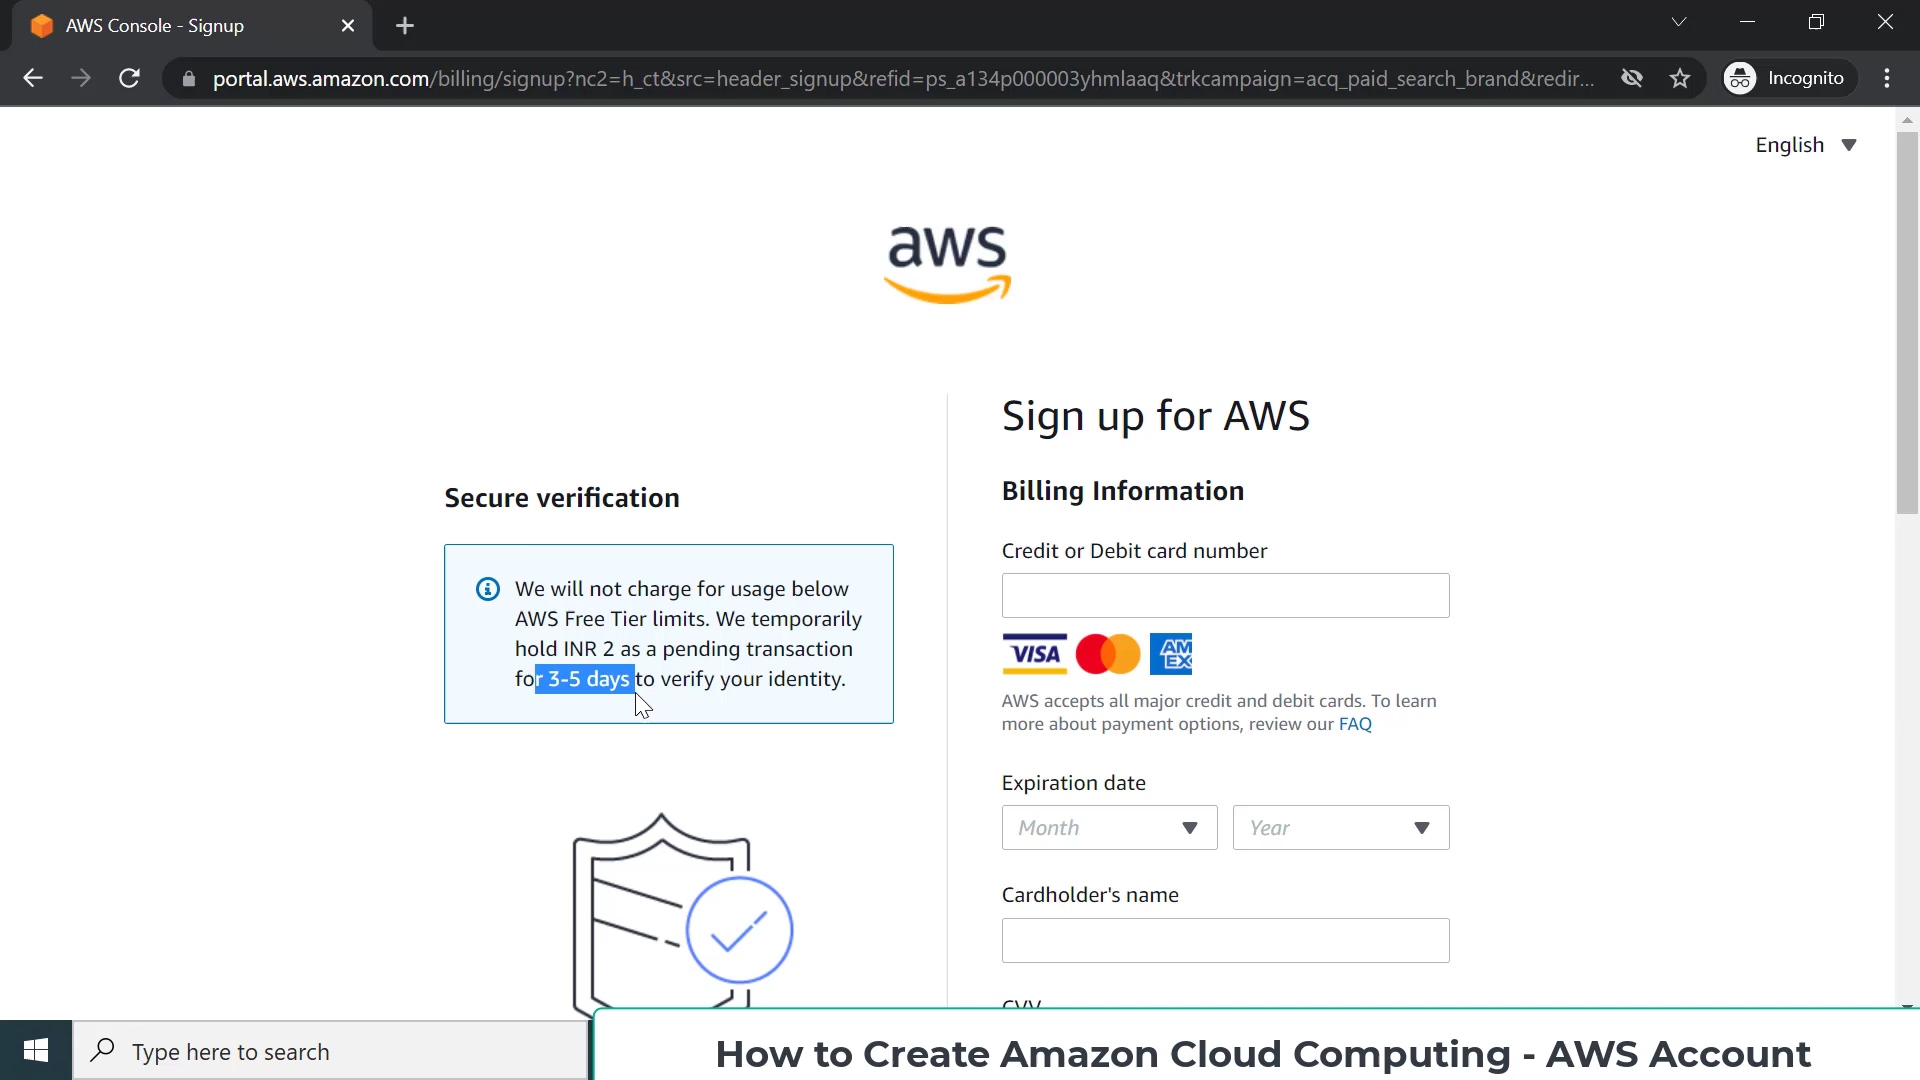 AWS Console - Signup
portal.aws.amazon.com/billing/signup?nc2=h_ct&src=header_signup&refid=ps_a134p000003yhmlaaq&trkcampaign=acq_paid_search_brand&redir...
Incognito
English
aws
Sign up for AWS
Secure verification
We will not charge for usage below
AWS Free Tier limits. We temporarily
hold INR 2 as a pending transaction
for 3-5 days to verify your identity.
Billing Information
Credit or Debit card number
VISA
AM
EX
AWS accepts all major credit and debit cards. To learn
more about payment options, review our FAQ
Expiration date
Month
Year
Cardholder's name
CVV
Type here to search
How to Create Amazon Cloud Computing - AWS Account